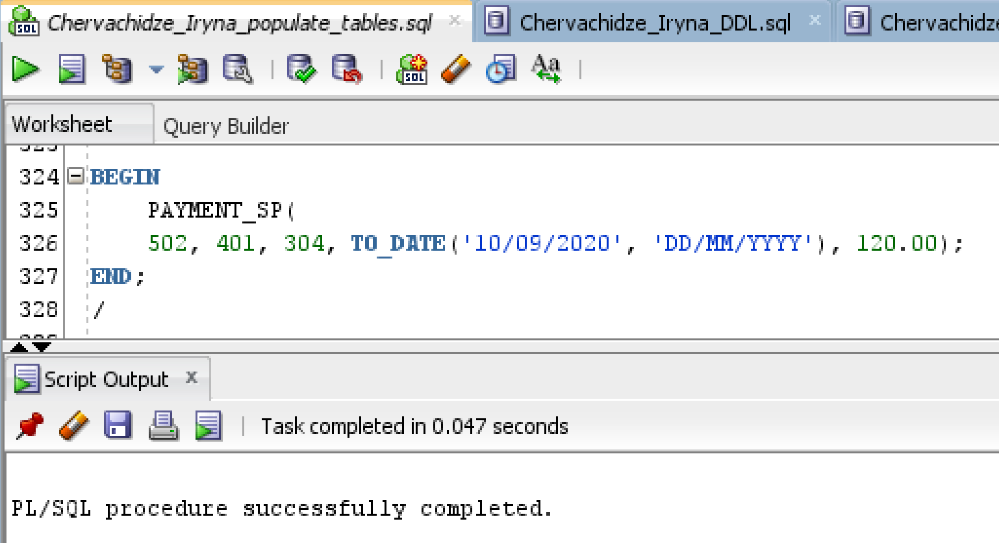 Chervachidze_Iryna_populate_tables.sql Chervachidze_Iryna_DDL.sql Chervachidze
Worksheet Query Builder
323
324 BEGIN
325 PAYMENT_SP(
326 502, 401, 304, TO_DATE('10/09/2020', 'DD/MM/YYYY'), 120.00);
327 END;
328 /
Script Output
Task completed in 0.047 seconds
PL/SQL procedure successfully completed.